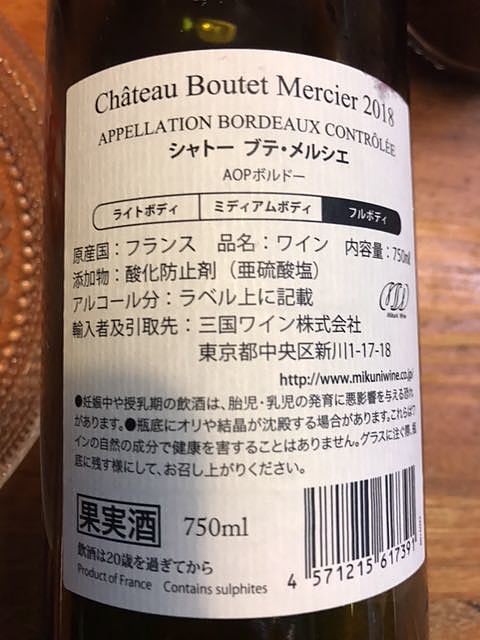 Château Boutet Mercier 2018
APPELLATION BORDEAUX CONTRÔLÉE
シャトー ブテ・メルシエ
AOPボルドー
ライトボディ ミディアムボディ フルボディ
原産国：フランス 品名：ワイン 内容量：750ml
添加物：酸化防止剤（亜硫酸塩）
アルコール分：ラベル上に記載
Mikuni Wine
輸入者及引取先：三国ワイン株式会社
東京都中央区新川1-17-18
http://www.mikuniwine.co.jp/
●妊娠中や授乳期の飲酒は、胎児・乳児の発育に悪影響を与える恐れ
があります。●瓶底にオリや結晶が沈殿する場合があります。これらはワ
インの自然の成分で健康を害することはありません。グラスに注ぐ際、瓶
底に残す様にして、お召し上がりください。
果実酒 750ml
飲酒は20歳を過ぎてから
Product of France Contains sulphites
4 571215 617391